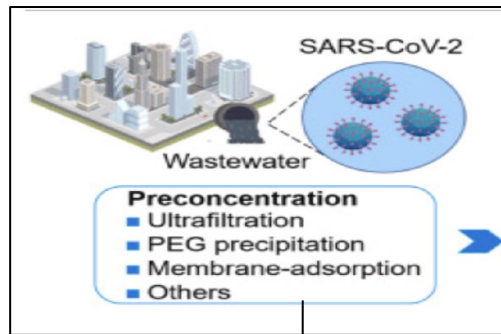 SARS-CoV-2
Wastewater
Preconcentration
Ultrafiltration
PEG precipitation
Membrane-adsorption
Others